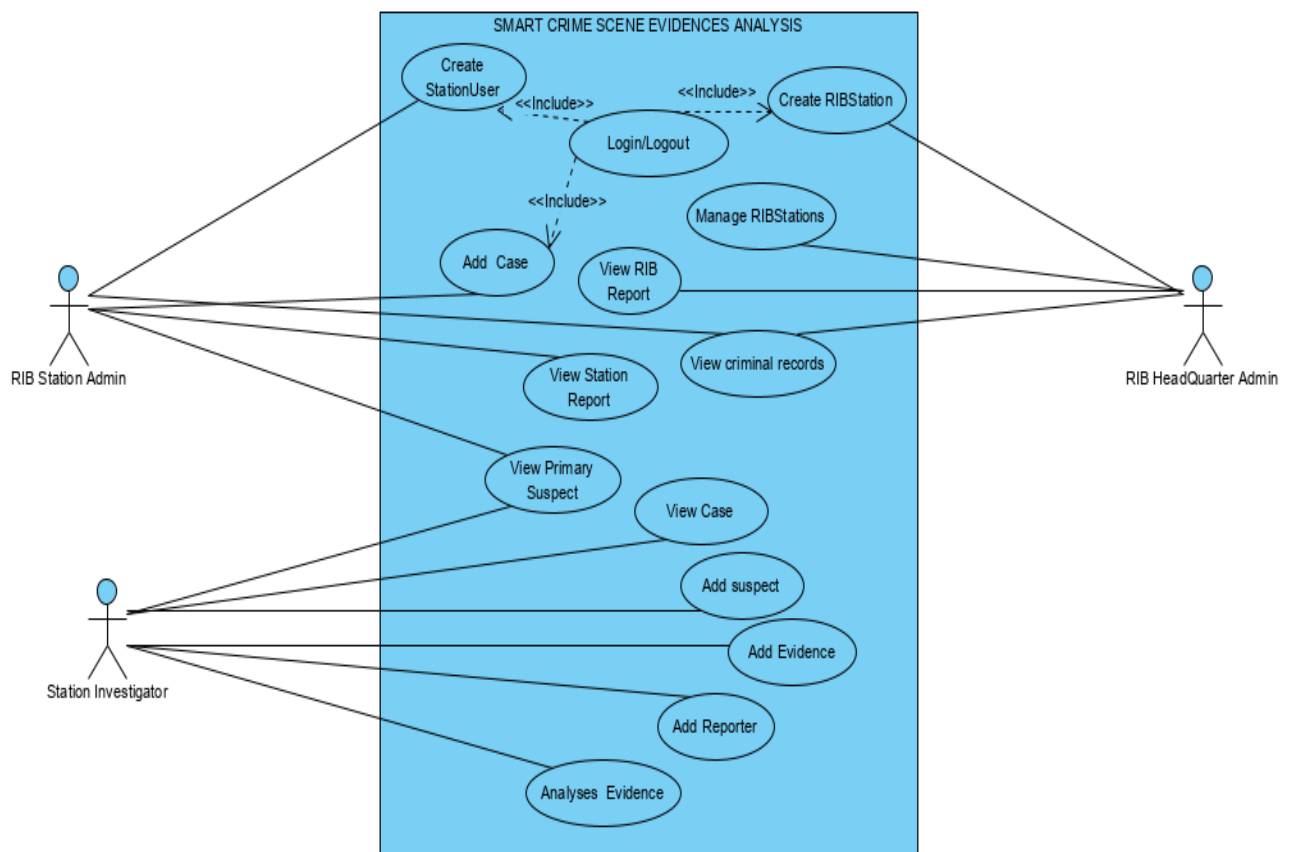 SMART CRIME SCENE EVIDENCES ANALYSIS
Create
StationUser
<<Include>>
<<Include>>
Create RIBStation
Login/Logout
<<Include>>
Manage RIBStations
Add Case
View RIB
Report
RIB Station Admin
View Station
Report
View criminal records
RIB HeadQuarter Admin
View Primary
Suspect
View Case
Add suspect
Add Evidence
Station Investigator
Add Reporter
Analyses Evidence